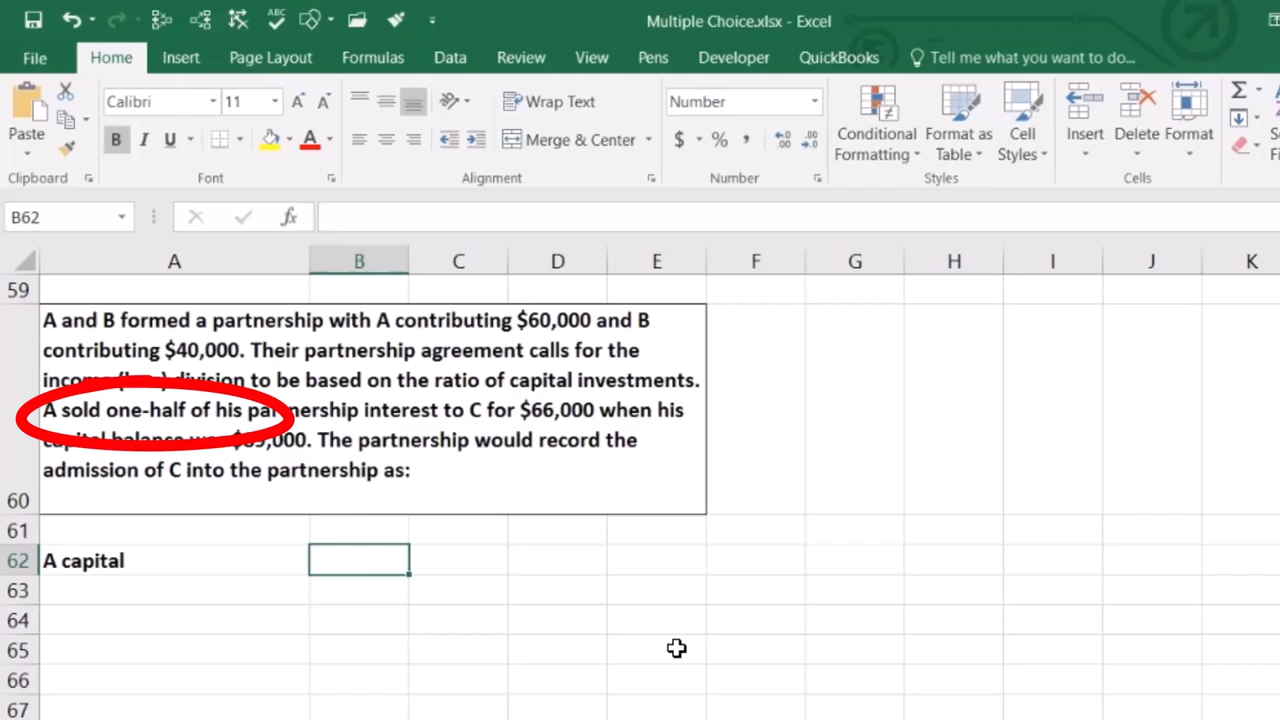 Multiple Choice.xlsx - Excel
File Home Insert Page Layout Formulas Data Review View Pens Developer QuickBooks Tell me what you want to do...
Calibri 11 Wrap Text Number
Paste B I U Merge & Center $ % Conditional Formatting Format as Table Cell Styles Insert Delete Format
Clipboard Font Alignment Number Styles Cells
B62 fx
A B C D E F G H I J K
59
A and B formed a partnership with A contributing $60,000 and B
contributing $40,000. Their partnership agreement calls for the
division to be based on the ratio of capital investments.
A sold one-half of his partnership interest to C for $66,000 when his
capital balance was ,000. The partnership would record the
admission of C into the partnership as:
60
61
62 A capital
63
64
65
66
67